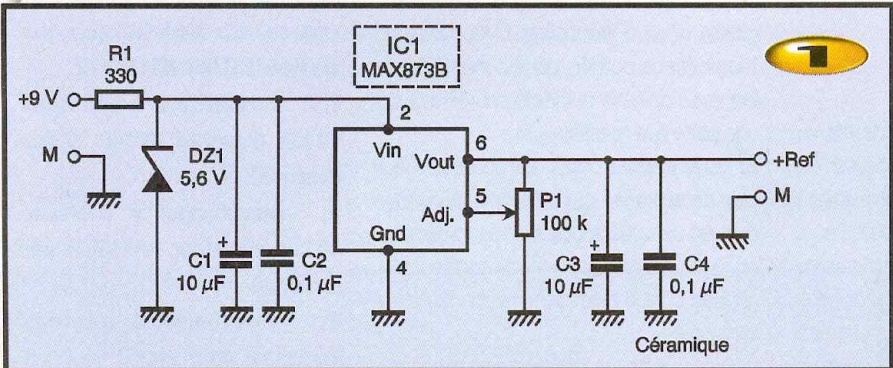 1
IC1
MAX873B
R1
330
+9 V
M
DZ1
5,6 V
C1
+
10 µF
C2
0,1 µF
2
Vin
Vout
6
Adj.
5
Gnd
4
P1
100 k
C3
+
10 µF
C4
0,1 µF
Céramique
+Ref
M